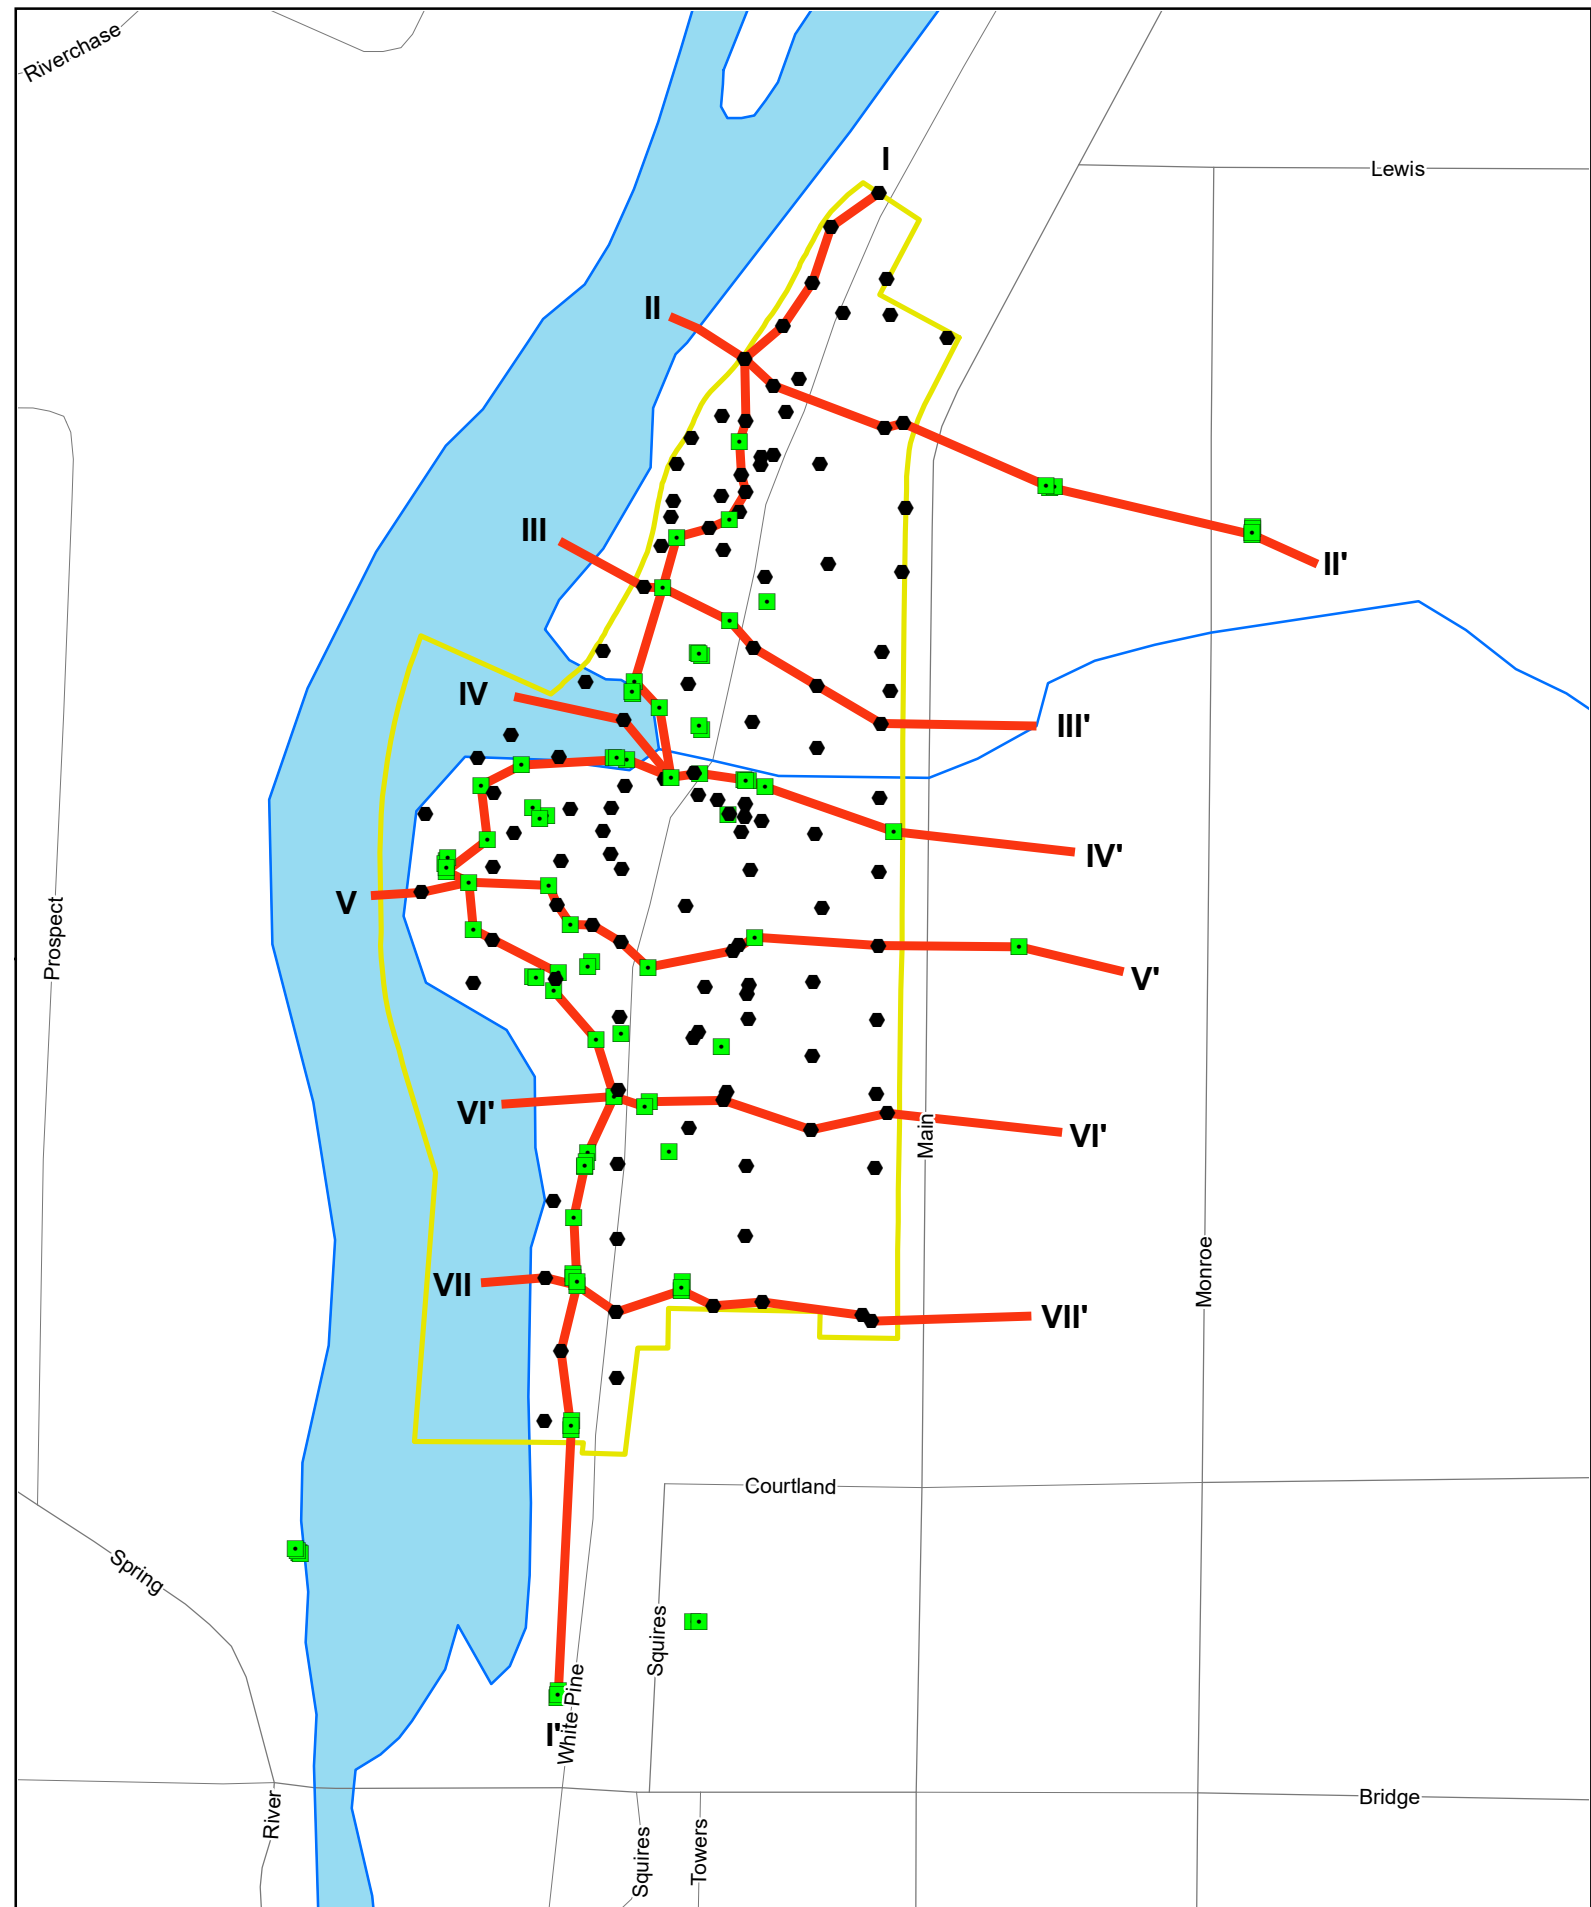 Riverchase
I
Lewis
II
III
II'
IV
III'
IV'
V
Prospect
V'
VI'
Main
VI'
Monroe
VII
VII'
Courtland
Spring
Squires
White Pine
I'
Bridge
River
Squires
Towers